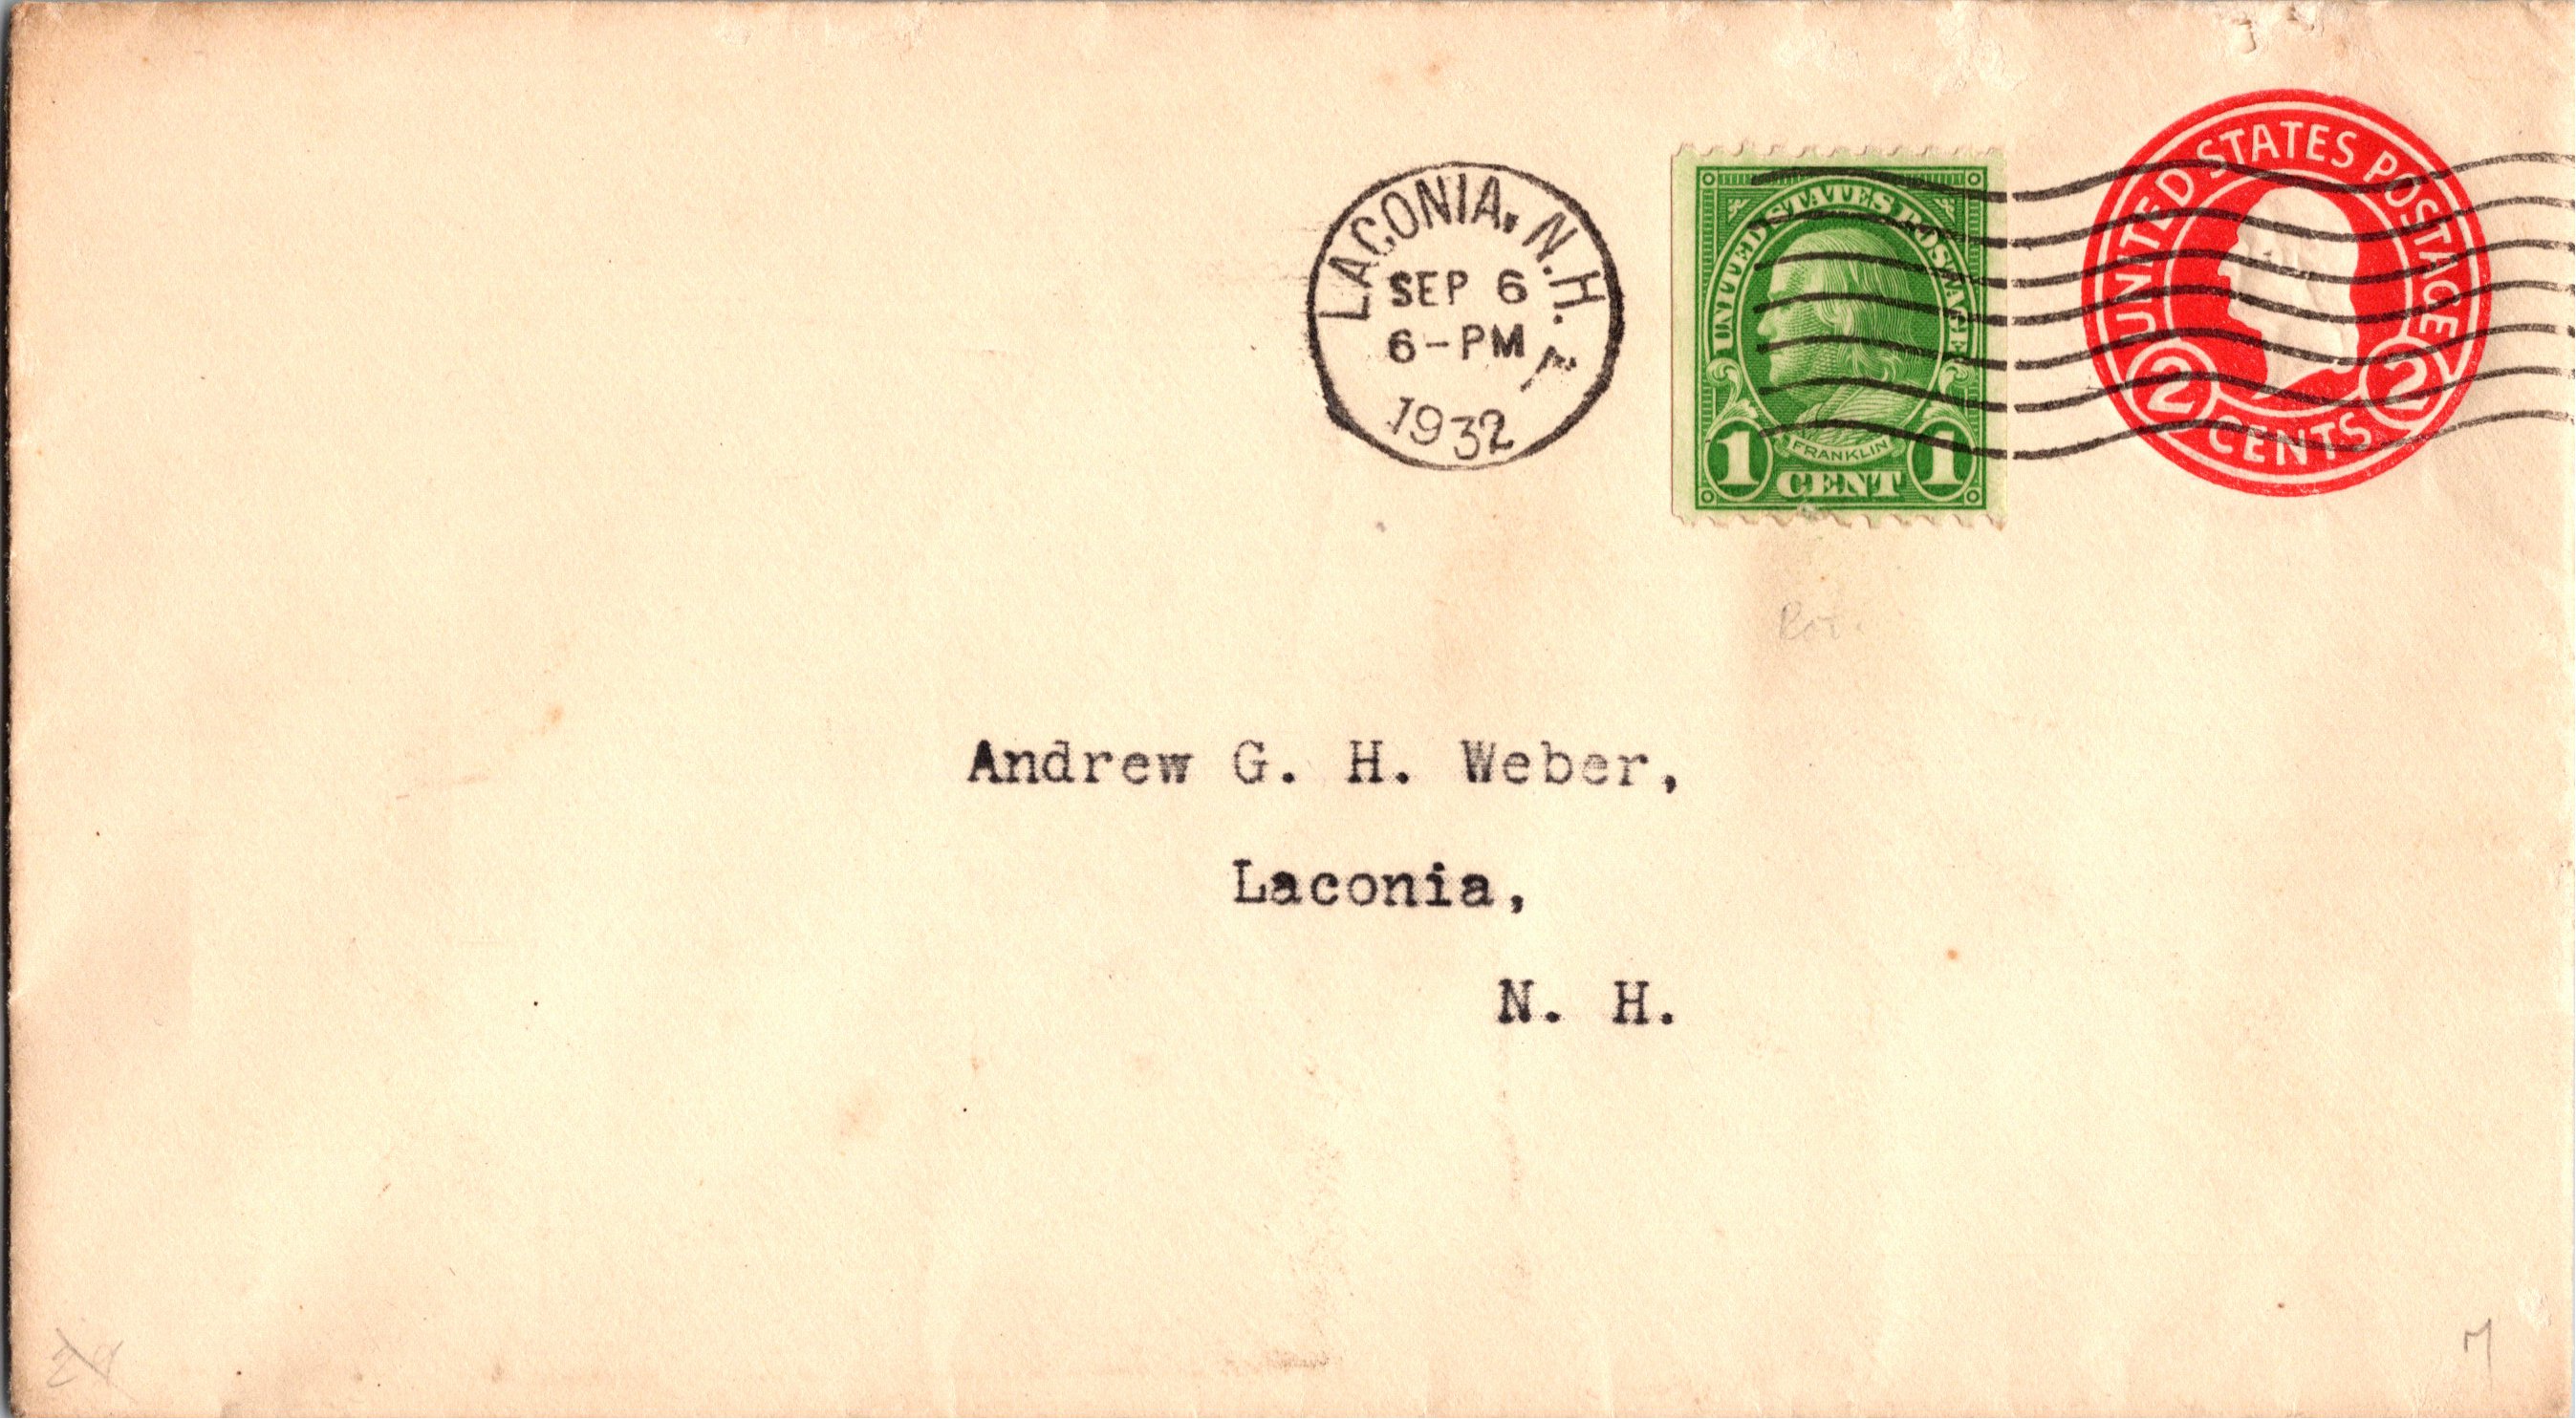 LACONIA, N.H.
SEP 6
6-PM
1932
UNITED STATES POSTAGE
FRANKLIN
1 CENT 1
UNITED STATES POSTAGE
2 CENTS 2
Andrew G. H. Weber,
Laconia,
N. H.
7